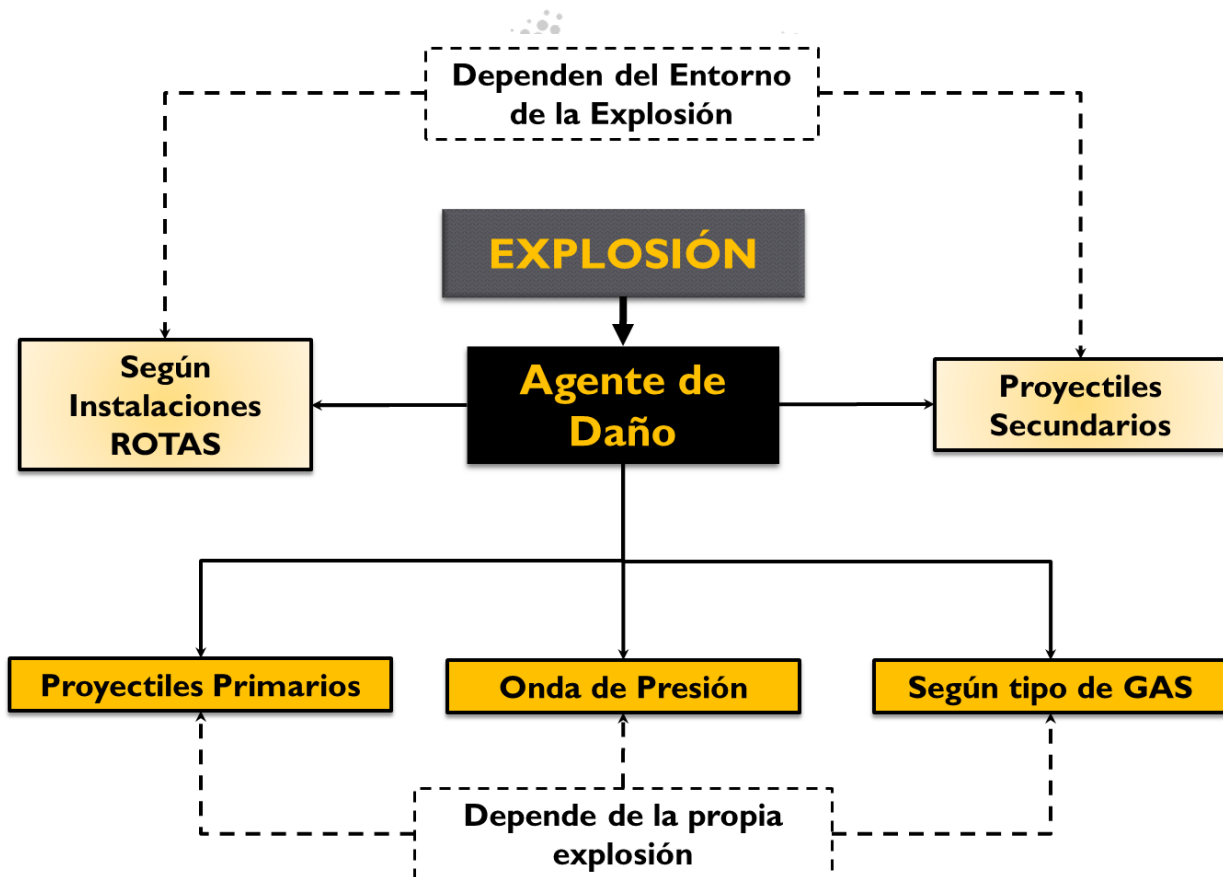 Dependen del Entorno
de la Explosión
EXPLOSIÓN
Según
Instalaciones
ROTAS
Agente de
Daño
Proyectiles
Secundarios
Proyectiles Primarios
Onda de Presión
Según tipo de GAS
Depende de la propia
explosión